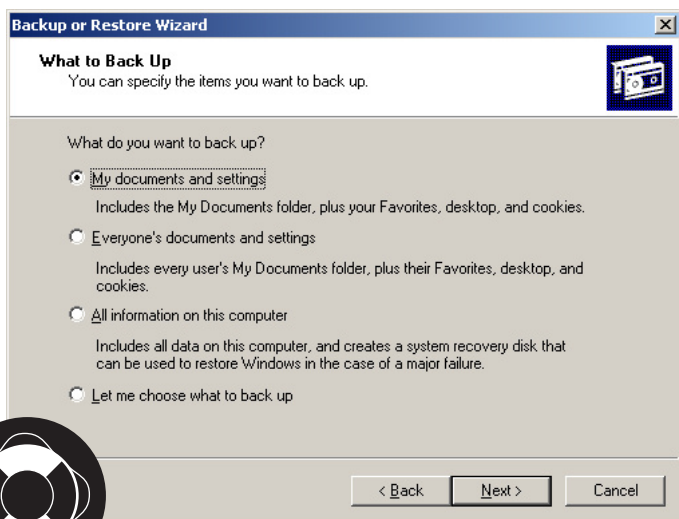 Backup or Restore Wizard
What to Back Up
You can specify the items you want to back up.
What do you want to back up?
My documents and settings
Includes the My Documents folder, plus your Favorites, desktop, and cookies.
Everyone's documents and settings
Includes every user's My Documents folder, plus their Favorites, desktop, and
cookies.
All information on this computer
Includes all data on this computer, and creates a system recovery disk that
can be used to restore Windows in the case of a major failure.
Let me choose what to back up
< Back Next > Cancel